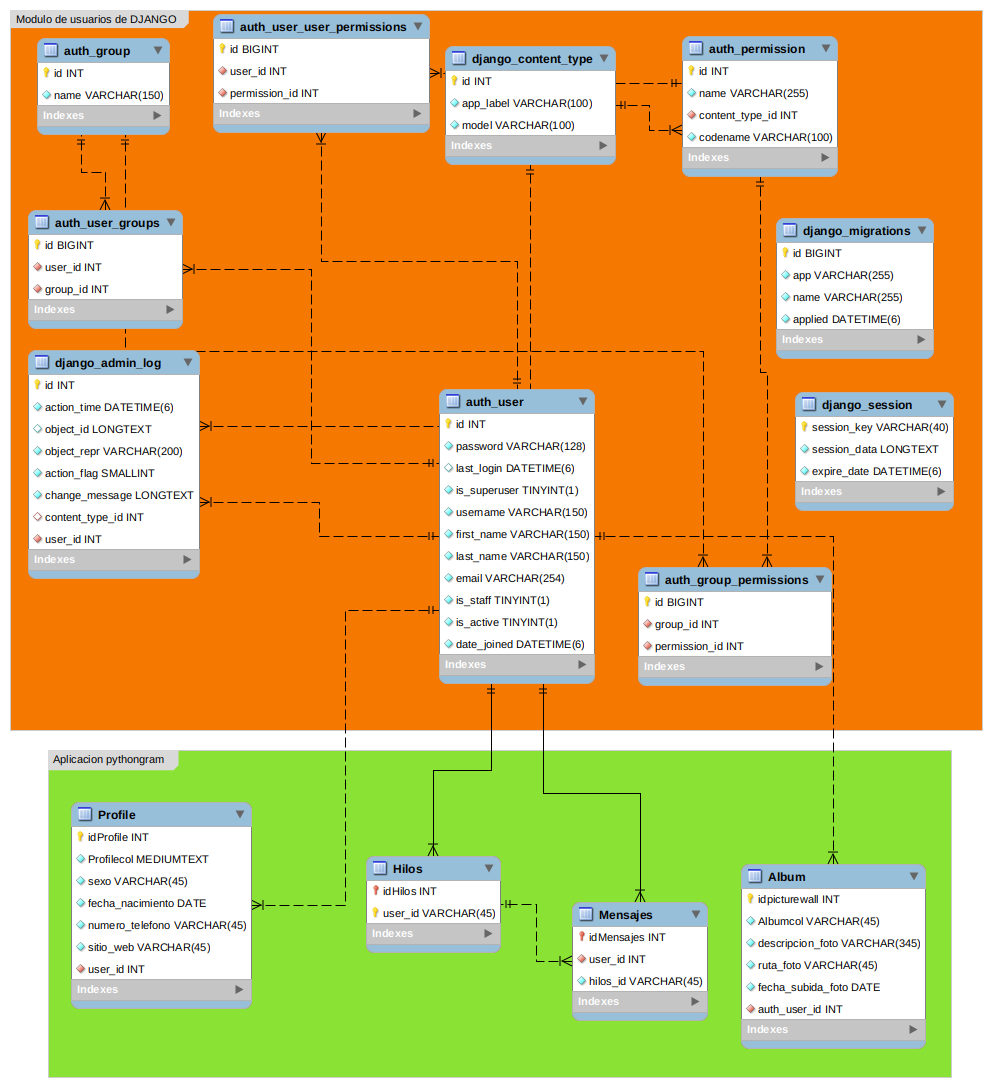 Modulo de usuarios de DJANGO
auth_group
id INT
name VARCHAR(150)
Indexes
auth_user_user_permissions
id BIGINT
user_id INT
permission_id INT
Indexes
django_content_type
id INT
app_label VARCHAR(100)
model VARCHAR(100)
Indexes
auth_permission
id INT
name VARCHAR(255)
content_type_id INT
codename VARCHAR(100)
Indexes
auth_user_groups
id BIGINT
user_id INT
group_id INT
Indexes
django_migrations
id BIGINT
app VARCHAR(255)
name VARCHAR(255)
applied DATETIME(6)
Indexes
django_admin_log
id INT
action_time DATETIME(6)
object_id LONGTEXT
object_repr VARCHAR(200)
action_flag SMALLINT
change_message LONGTEXT
content_type_id INT
user_id INT
Indexes
auth_user
id INT
password VARCHAR(128)
last_login DATETIME(6)
is_superuser TINYINT(1)
username VARCHAR(150)
first_name VARCHAR(150)
last_name VARCHAR(150)
email VARCHAR(254)
is_staff TINYINT(1)
is_active TINYINT(1)
date_joined DATETIME(6)
Indexes
django_session
session_key VARCHAR(40)
session_data LONGTEXT
expire_date DATETIME(6)
Indexes
auth_group_permissions
id BIGINT
group_id INT
permission_id INT
Indexes
Aplicacion pythongram
Profile
idProfile INT
Profilecol MEDIUMTEXT
sexo VARCHAR(45)
fecha_nacimiento DATE
numero_telefono VARCHAR(45)
sitio_web VARCHAR(45)
user_id INT
Indexes
Hilos
idHilos INT
user_id VARCHAR(45)
Indexes
Mensajes
idMensajes INT
user_id INT
hilos_id VARCHAR(45)
Indexes
Album
idpicturewall INT
Albumcol VARCHAR(45)
descripcion_foto VARCHAR(345)
ruta_foto VARCHAR(45)
fecha_subida_foto DATE
auth_user_id INT
Indexes